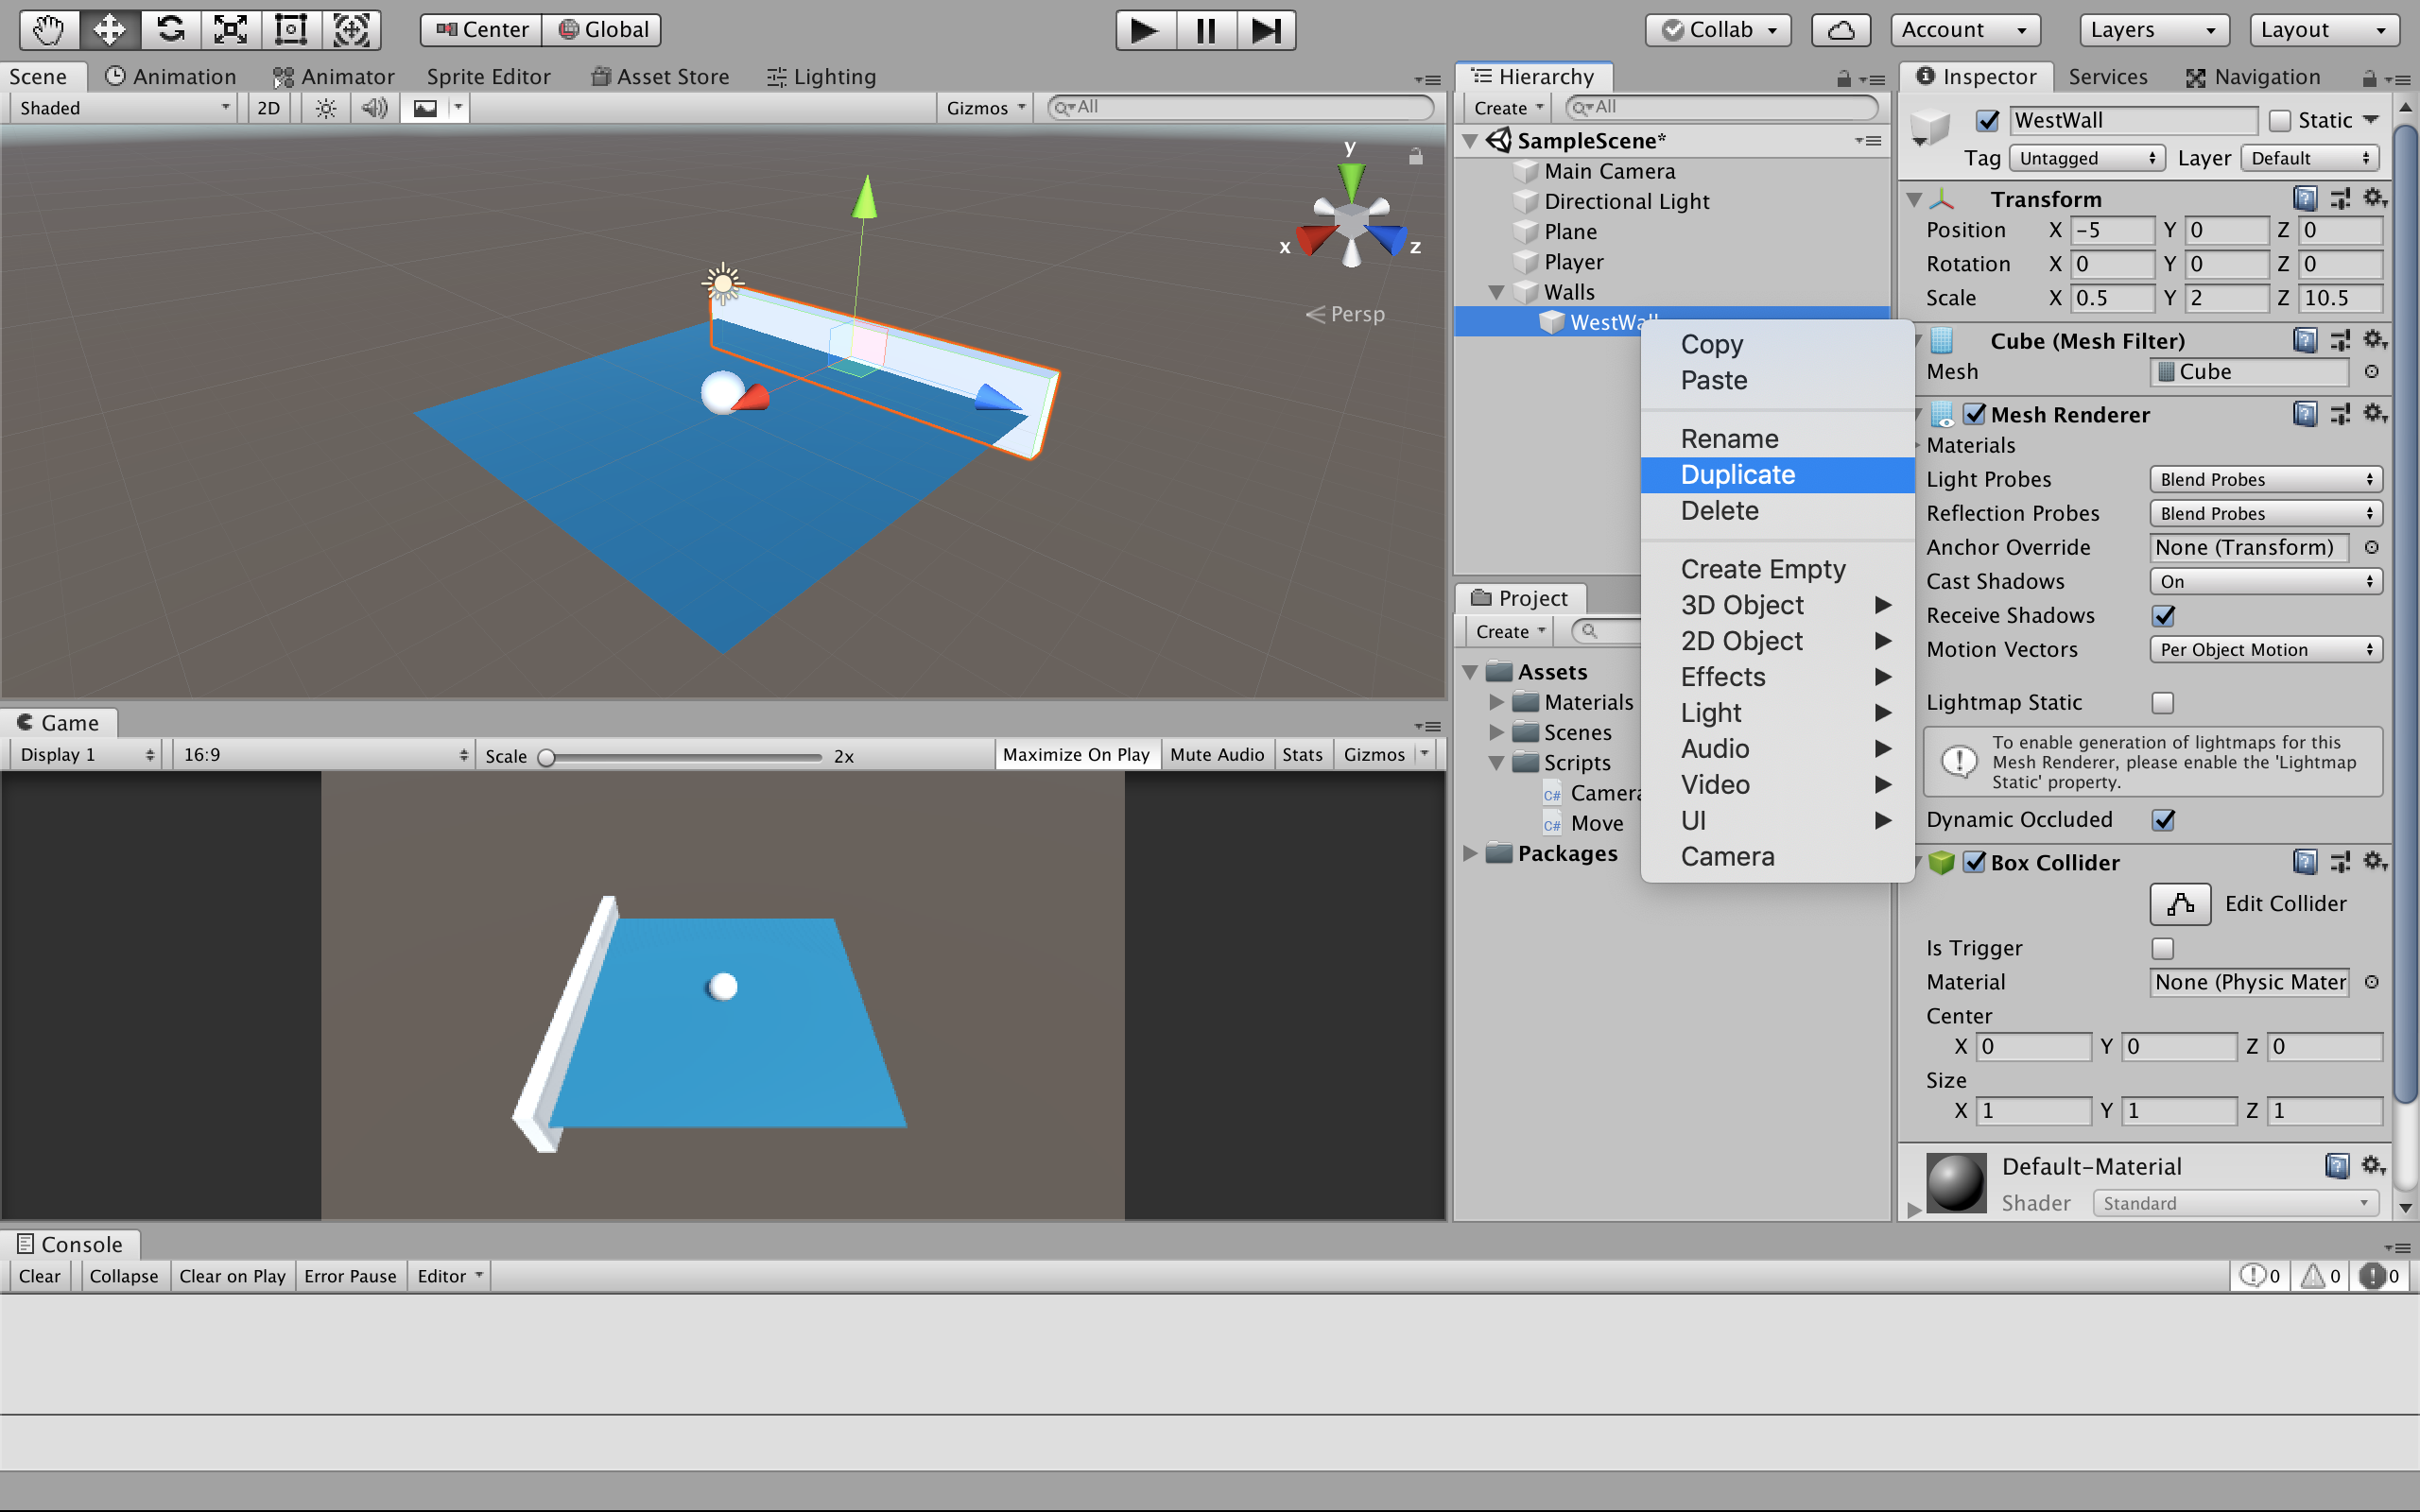 Center Global
Collab Account Layers Layout
Scene Animation Animator Sprite Editor Asset Store Lighting
Shaded 2D Gizmos All
y
x z
Persp
Game
Display 1 16:9 Scale 2x Maximize On Play Mute Audio Stats Gizmos
Hierarchy
Create All
SampleScene*
Main Camera
Directional Light
Plane
Player
Walls
WestWall
Copy
Paste
Rename
Duplicate
Delete
Create Empty
3D Object
2D Object
Effects
Light
Audio
Video
UI
Camera
Project
Create
Assets
Materials
Scenes
Scripts
C# Camera
C# Move
Packages
Inspector Services Navigation
WestWall Static
Tag Untagged Layer Default
Transform
Position X -5 Y 0 Z 0
Rotation X 0 Y 0 Z 0
Scale X 0.5 Y 2 Z 10.5
Cube (Mesh Filter)
Mesh Cube
Mesh Renderer
Materials
Light Probes Blend Probes
Reflection Probes Blend Probes
Anchor Override None (Transform)
Cast Shadows On
Receive Shadows
Motion Vectors Per Object Motion
Lightmap Static
To enable generation of lightmaps for this
Mesh Renderer, please enable the 'Lightmap
Static' property.
Dynamic Occluded
Box Collider
Edit Collider
Is Trigger
Material None (Physic Mater
Center
X 0 Y 0 Z 0
Size
X 1 Y 1 Z 1
Default-Material
Shader Standard
Console
Clear Collapse Clear on Play Error Pause Editor 0 0 0